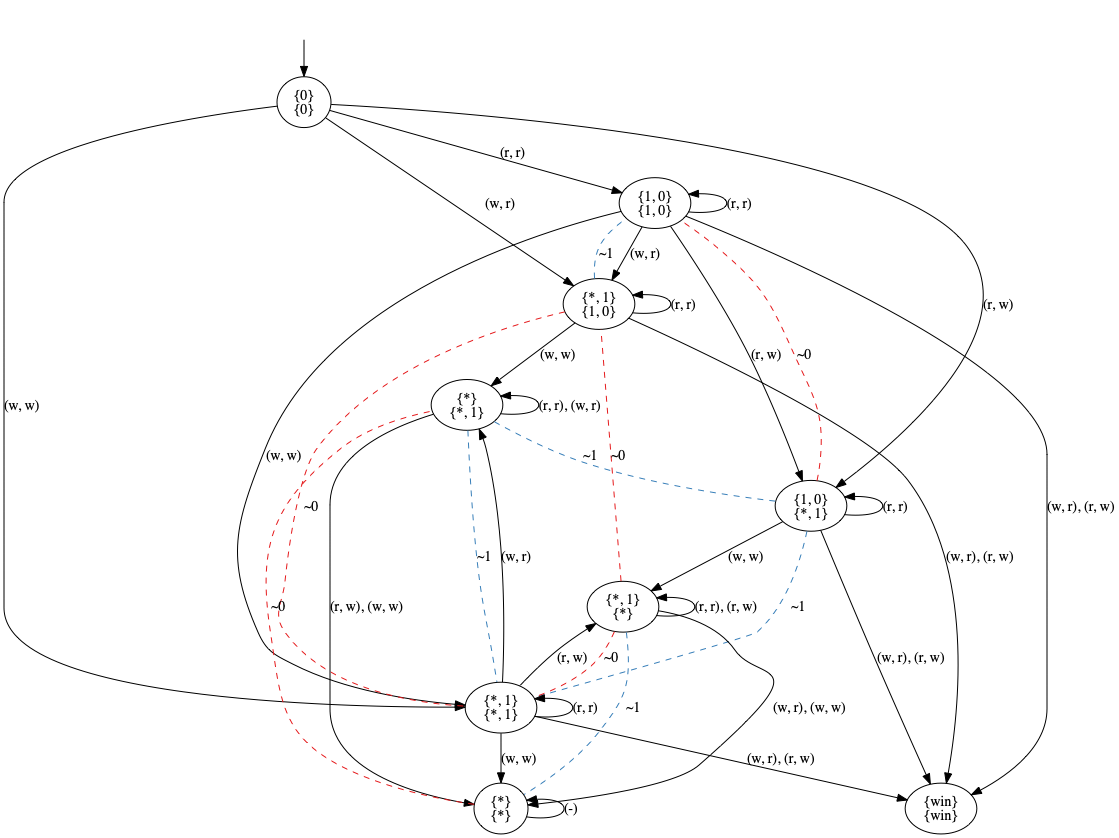 {0}
{0}
(r, r)
{1, 0}
{1, 0}
(r, r)
(w, r)
~1
(w, r)
{*, 1}
{1, 0}
(r, r)
(r, w)
(w, w)
(r, w)
~0
(w, w)
{*}
{*, 1}
(r, r), (w, r)
(w, w)
~1
~0
~0
{1, 0}
{*, 1}
(r, r)
(w, r), (r, w)
~1
(w, r)
(w, w)
(w, r), (r, w)
~0
(r, w), (w, w)
{*, 1}
{*}
(r, r), (r, w)
~1
(r, w)
~0
(w, r), (r, w)
{*, 1}
{*, 1}
(r, r)
~1
(w, r), (w, w)
(w, w)
(w, r), (r, w)
{*}
{*}
(-)
{win}
{win}